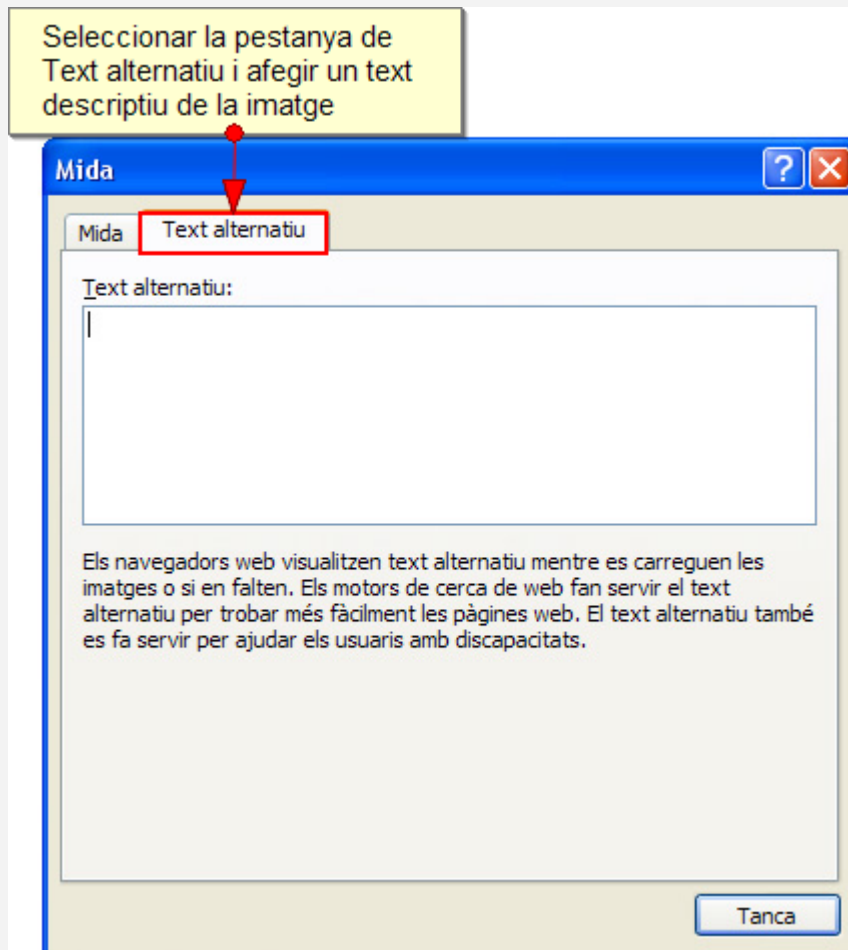 Seleccionar la pestanya de
Text alternatiu i afegir un text
descriptiu de la imatge
Mida
Mida
Text alternatiu
Text alternatiu:
Els navegadors web visualitzen text alternatiu mentre es carreguen les
imatges o si en falten. Els motors de cerca de web fan servir el text
alternatiu per trobar més fàcilment les pàgines web. El text alternatiu també
es fa servir per ajudar els usuaris amb discapacitats.
Tanca